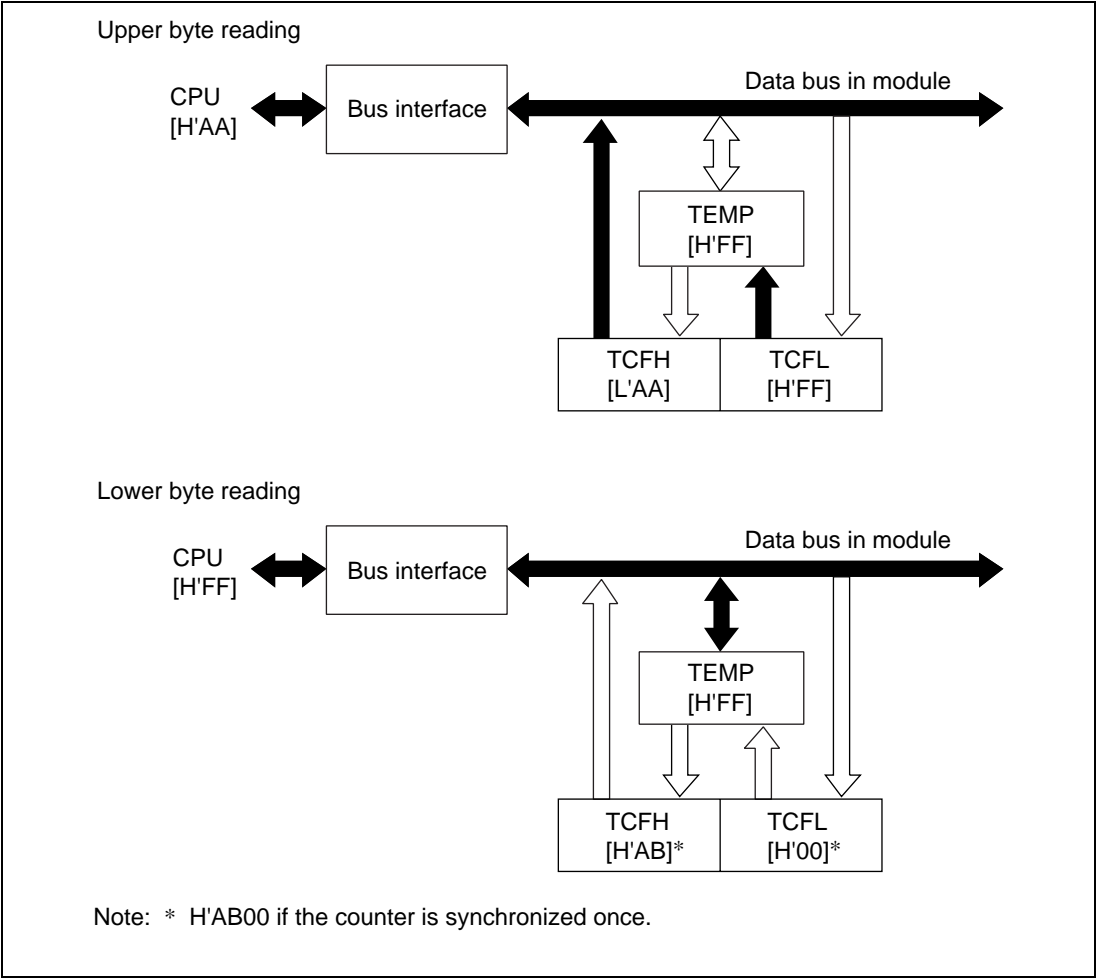 Upper byte reading
CPU
[H'AA]
Bus interface
Data bus in module
TEMP
[H'FF]
TCFH
[L'AA]
TCFL
[H'FF]
Lower byte reading
CPU
[H'FF]
Bus interface
Data bus in module
TEMP
[H'FF]
TCFH
[H'AB]*
TCFL
[H'00]*
Note: * H'AB00 if the counter is synchronized once.